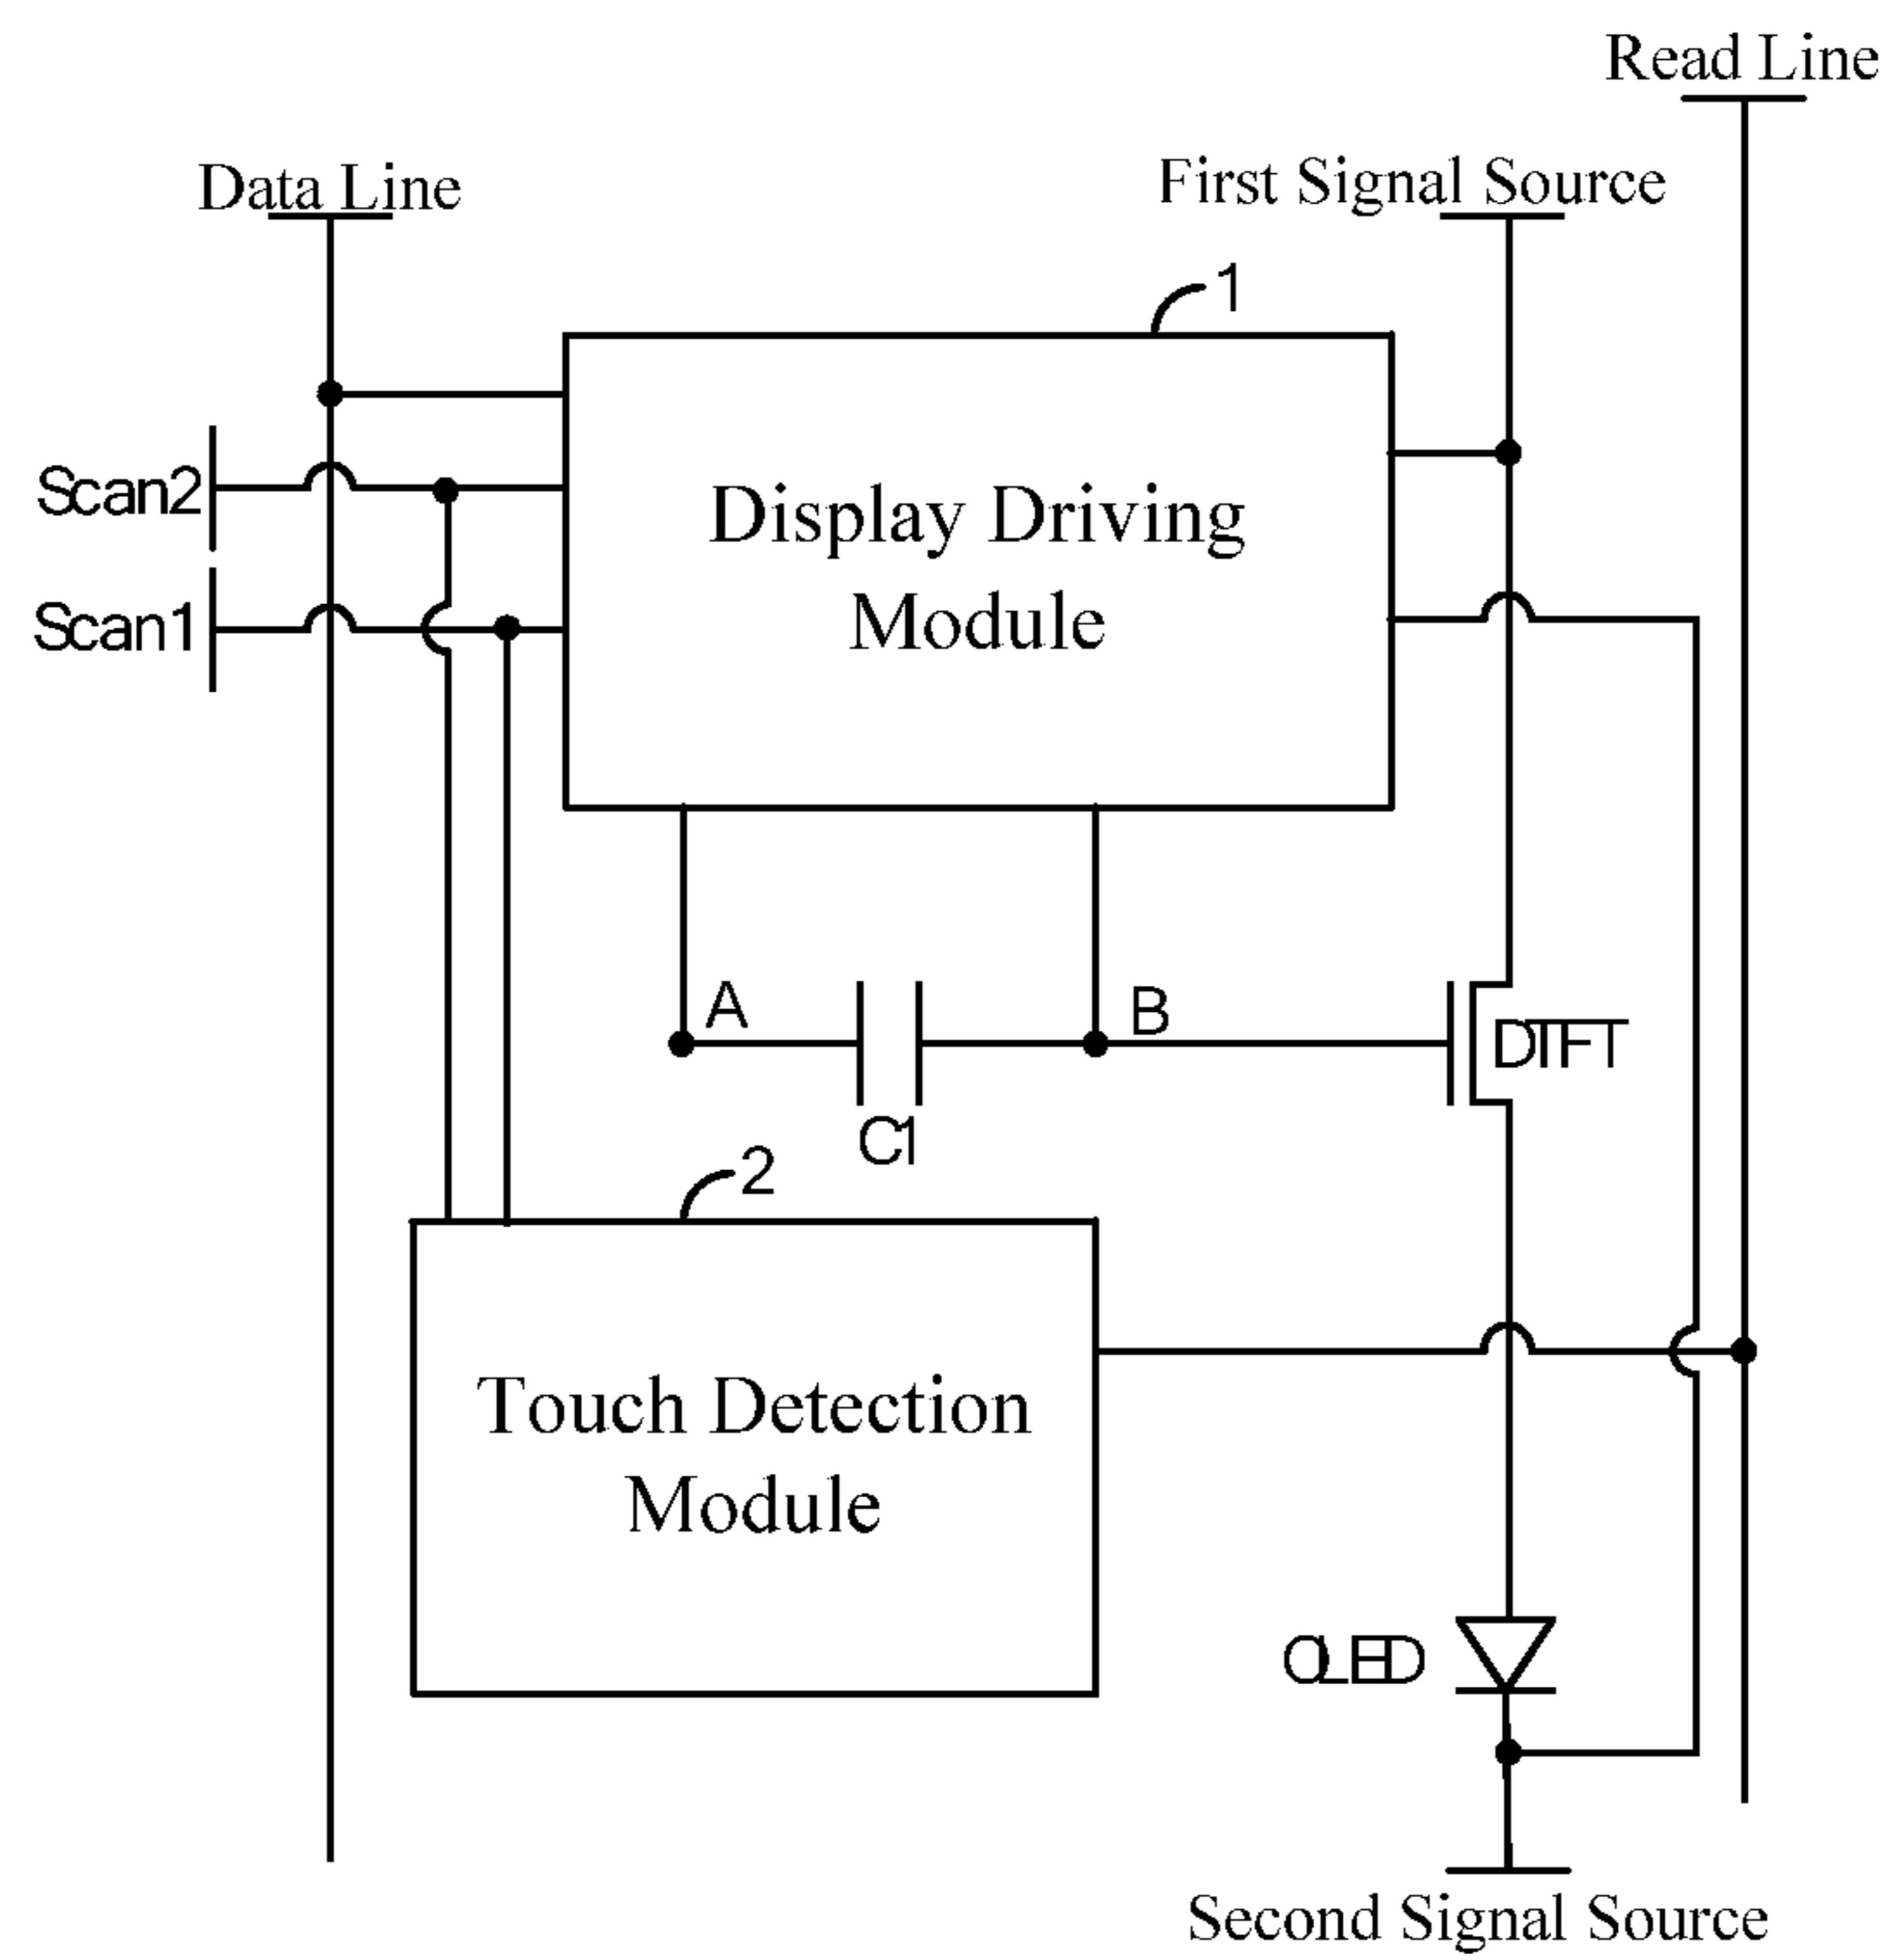 Read Line
Data Line
First Signal Source
1
Scan2
Display Driving
Module
Scan1
A
B
DTFT
C1
2
Touch Detection
Module
OLED
Second Signal Source